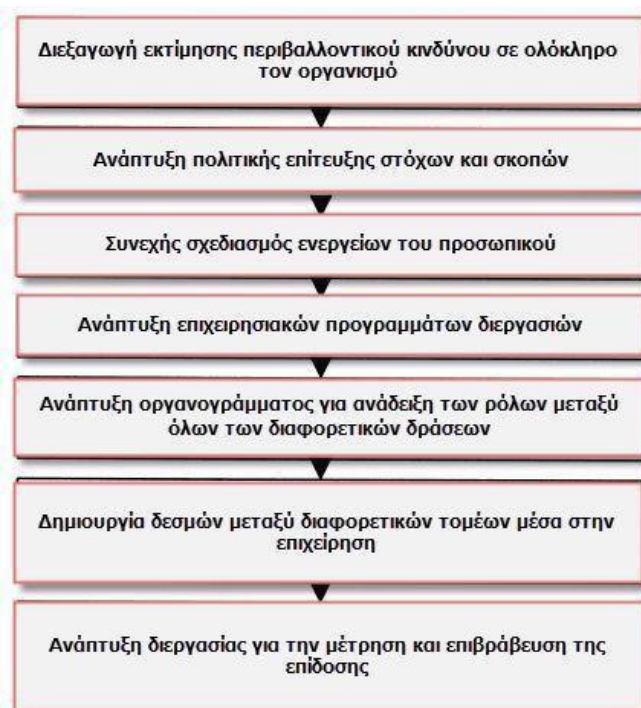 Διεξαγωγή εκτίμησης περιβαλλοντικού κινδύνου σε ολόκληρο
τον οργανισμό
Ανάπτυξη πολιτικής επίτευξης στόχων και σκοπών
Συνεχής σχεδιασμός ενεργείων του προσωπικού
Ανάπτυξη επιχειρησιακών προγραμμάτων διεργασιών
Ανάπτυξη οργανογράμματος για ανάδειξη των ρόλων μεταξύ
όλων των διαφορετικών δράσεων
Δημιουργία δεσμών μεταξύ διαφορετικών τομέων μέσα στην
επιχείρηση
Ανάπτυξη διεργασίας για την μέτρηση και επιβράβευση της
επίδοσης